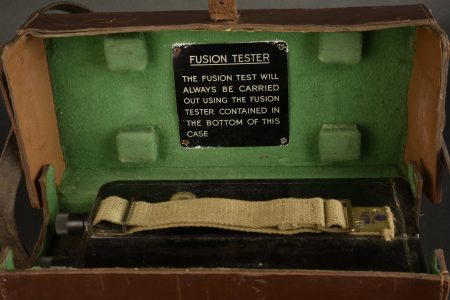 FUSION TESTER
THE FUSION TEST WILL
ALWAYS BE CARRIED
OUT USING THE FUSION
TESTER CONTAINED IN
THE BOTTOM OF THIS
CASE